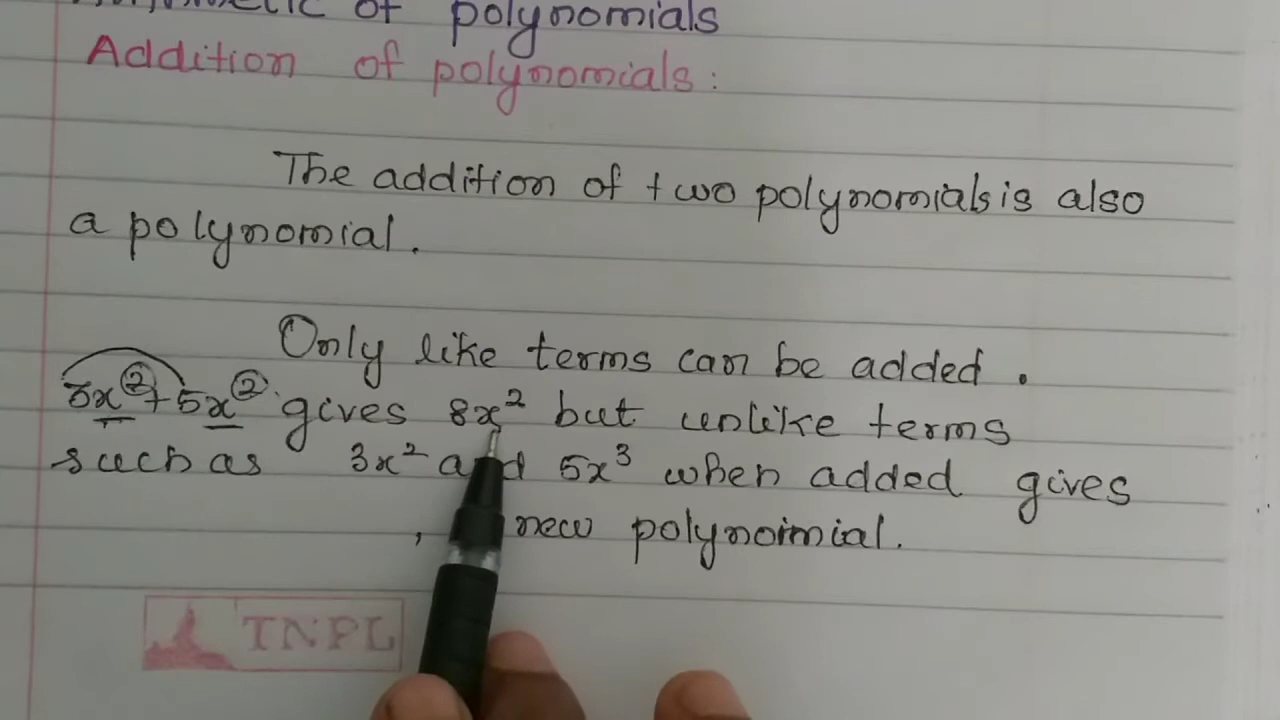 of polynomials
Addition of polynomials:
The addition of two polynomials is also
a polynomial.
Only like terms can be added.
3x² + 5x² gives 8x² but unlike terms
such as 3x² and 5x³ when added gives
, new polynoimial.
TNPL